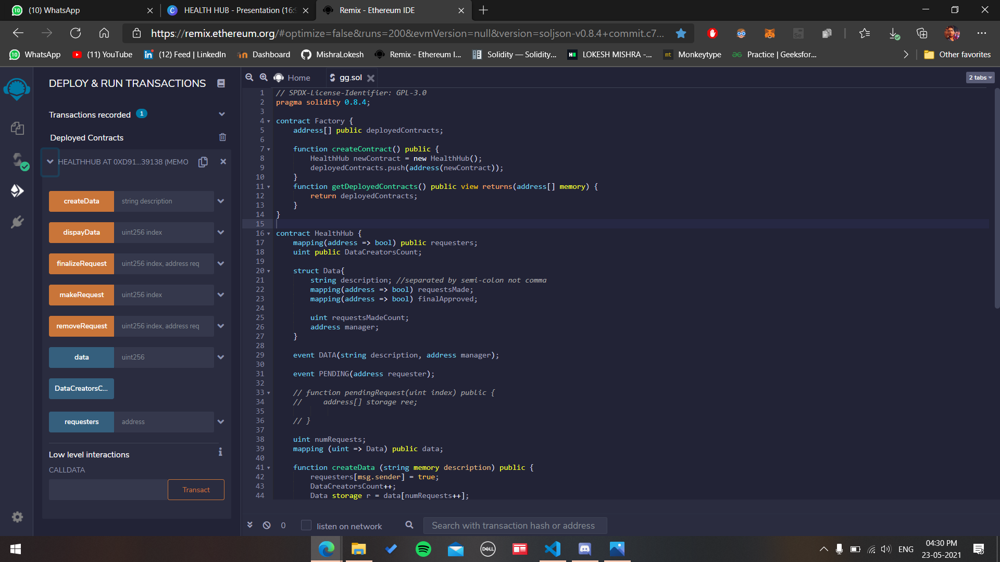 (10) WhatsApp
HEALTH HUB - Presentation (16:9
Remix - Ethereum IDE
https://remix.ethereum.org/#optimize=false&runs=200&evmVersion=null&version=soljson-v0.8.4+commit.c7...
10 WhatsApp
(11) YouTube
(12) Feed | LinkedIn
Dashboard
MishraLokesh
Remix - Ethereum I...
Solidity — Solidity...
LOKESH MISHRA -...
mt Monkeytype
Practice | Geeksfor...
Other favorites
DEPLOY & RUN TRANSACTIONS
Transactions recorded 1
Deployed Contracts
HEALTHHUB AT 0XD91...39138 (MEMO
createData string description
dispayData uint256 index
finalizeRequest uint256 index, address req
makeRequest uint256 index
removeRequest uint256 index, address req
data uint256
DataCreatorsC...
requesters address
Low level interactions
CALLDATA
Transact
Home
gg.sol
2 tabs
1 // SPDX-License-Identifier: GPL-3.0
2 pragma solidity 0.8.4;
3
4 contract Factory {
5 address[] public deployedContracts;
6
7 function createContract() public {
8 HealthHub newContract = new HealthHub();
9 deployedContracts.push(address(newContract));
10 }
11 function getDeployedContracts() public view returns(address[] memory) {
12 return deployedContracts;
13 }
14 }
15
16 contract HealthHub {
17 mapping(address => bool) public requesters;
18 uint public DataCreatorsCount;
19
20 struct Data{
21 string description; //separated by semi-colon not comma
22 mapping(address => bool) requestsMade;
23 mapping(address => bool) finalApproved;
24
25 uint requestsMadeCount;
26 address manager;
27 }
28
29 event DATA(string description, address manager);
30
31 event PENDING(address requester);
32
33 // function pendingRequest(uint index) public {
34 // address[] storage ree;
35
36 // }
37
38 uint numRequests;
39 mapping (uint => Data) public data;
40
41 function createData (string memory description) public {
42 requesters[msg.sender] = true;
43 DataCreatorsCount++;
44 Data storage r = data[numRequests++];
0
listen on network
Search with transaction hash or address
DELL
ENG
04:30 PM
23-05-2021